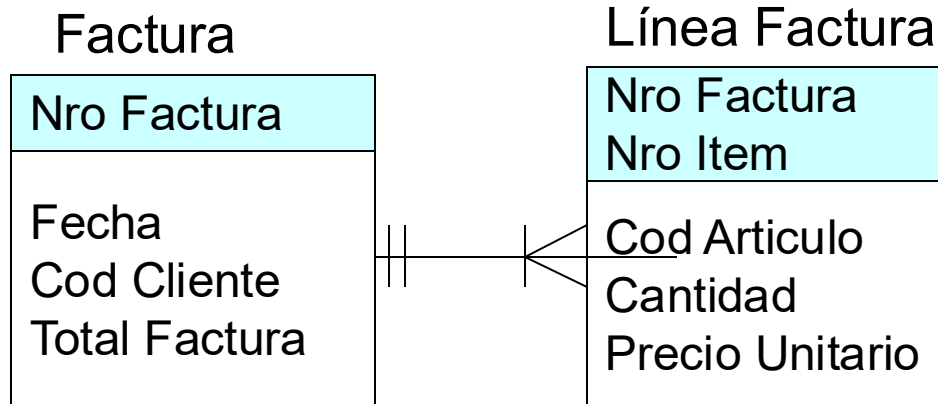 Factura
Nro Factura
Fecha
Cod Cliente
Total Factura
Línea Factura
Nro Factura
Nro Item
Cod Articulo
Cantidad
Precio Unitario